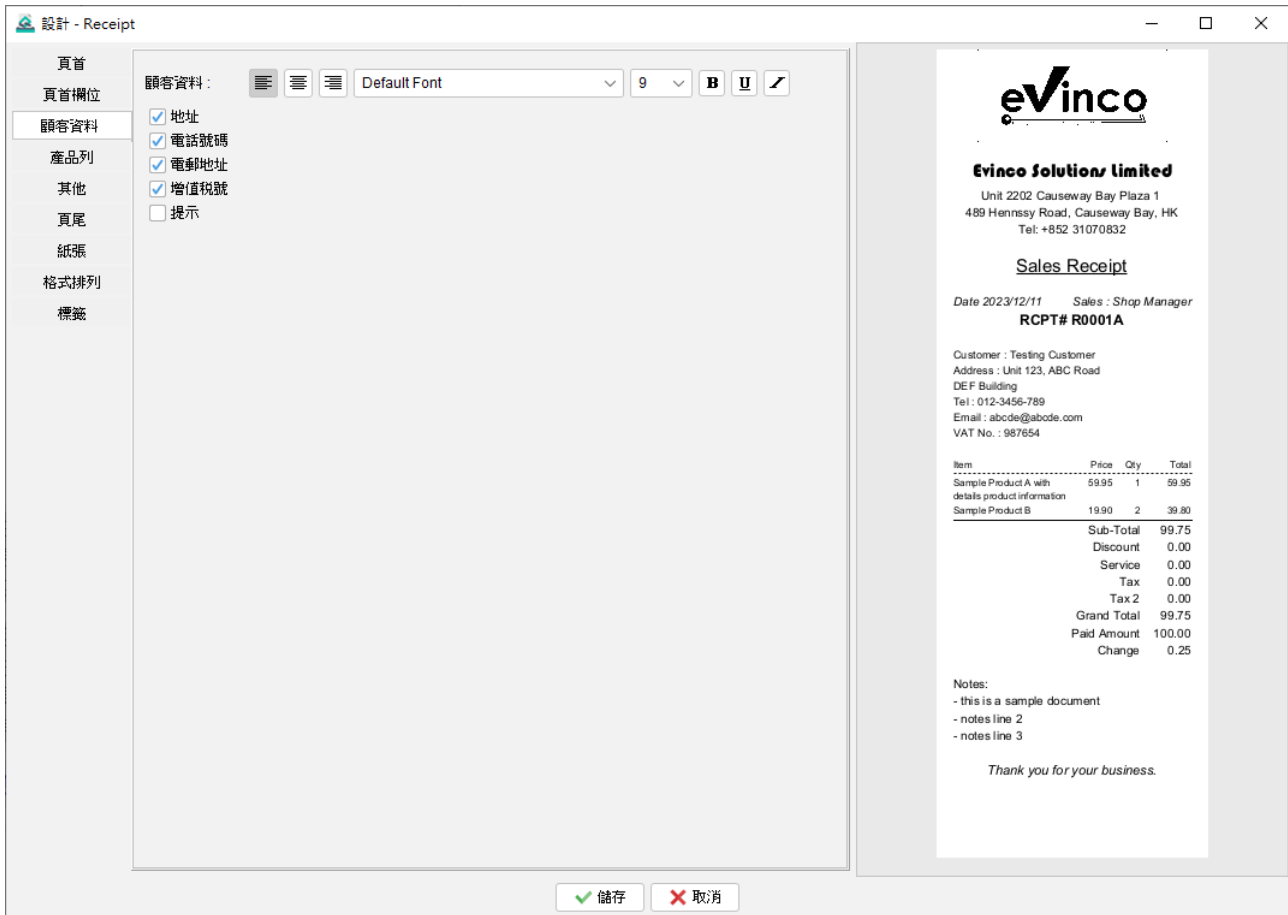 設計 - Receipt
頁首
頁首欄位
顧客資料
產品列
其他
頁尾
紙張
格式排列
標籤
顧客資料 : Default Font 9 B U I
地址
電話號碼
電郵地址
增值税號
提示
儲存 取消
evinco
Evinco Solutions Limited
Unit 2202 Causeway Bay Plaza 1
489 Hennssy Road, Causeway Bay, HK
Tel: +852 31070832
Sales Receipt
Date 2023/12/11 Sales : Shop Manager
RCPT# R0001A
Customer : Testing Customer
Address : Unit 123, ABC Road
DEF Building
Tel : 012-3456-789
Email : abcde@abcde.com
VAT No. : 987654
Item Price Qty Total
Sample Product A with 59.95 1 59.95
details product information
Sample Product B 19.90 2 39.80
Sub-Total 99.75
Discount 0.00
Service 0.00
Tax 0.00
Tax 2 0.00
Grand Total 99.75
Paid Amount 100.00
Change 0.25
Notes:
- this is a sample document
- notes line 2
- notes line 3
Thank you for your business.